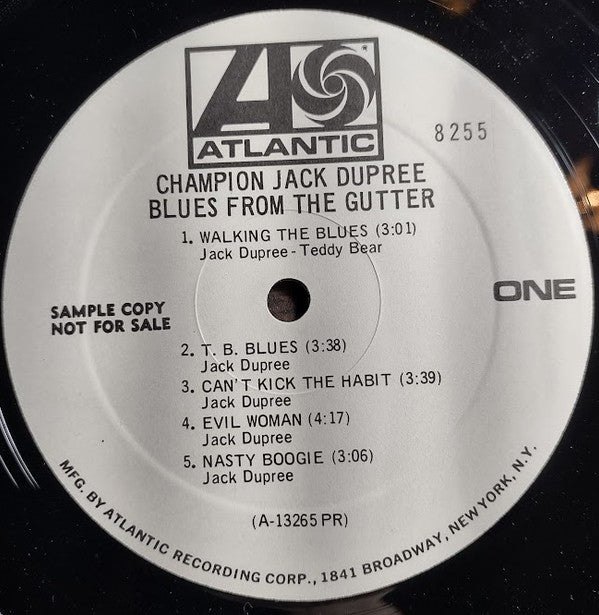 ATLANTIC
8255
CHAMPION JACK DUPREE
BLUES FROM THE GUTTER
1. WALKING THE BLUES (3:01)
Jack Dupree - Teddy Bear
ONE
SAMPLE COPY
NOT FOR SALE
2. T. B. BLUES (3:38)
Jack Dupree
3. CAN'T KICK THE HABIT (3:39)
Jack Dupree
4. EVIL WOMAN (4:17)
Jack Dupree
5. NASTY BOOGIE (3:06)
Jack Dupree
(A-13265 PR)
MFG. BY ATLANTIC RECORDING CORP., 1841 BROADWAY, NEW YORK, N.Y.